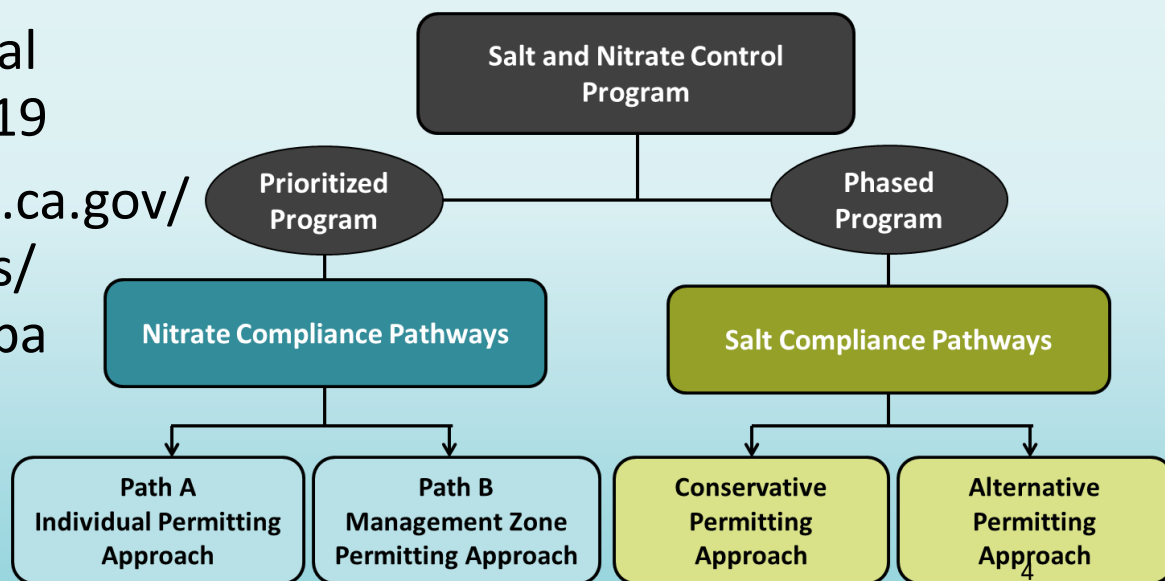 al
19
.ca.gov/
s/
oa
Salt and Nitrate Control
Program
Prioritized
Program
Phased
Program
Nitrate Compliance Pathways
Salt Compliance Pathways
Path A
Individual Permitting
Approach
Path B
Management Zone
Permitting Approach
Conservative
Permitting
Approach
Alternative
Permitting
Approach
4